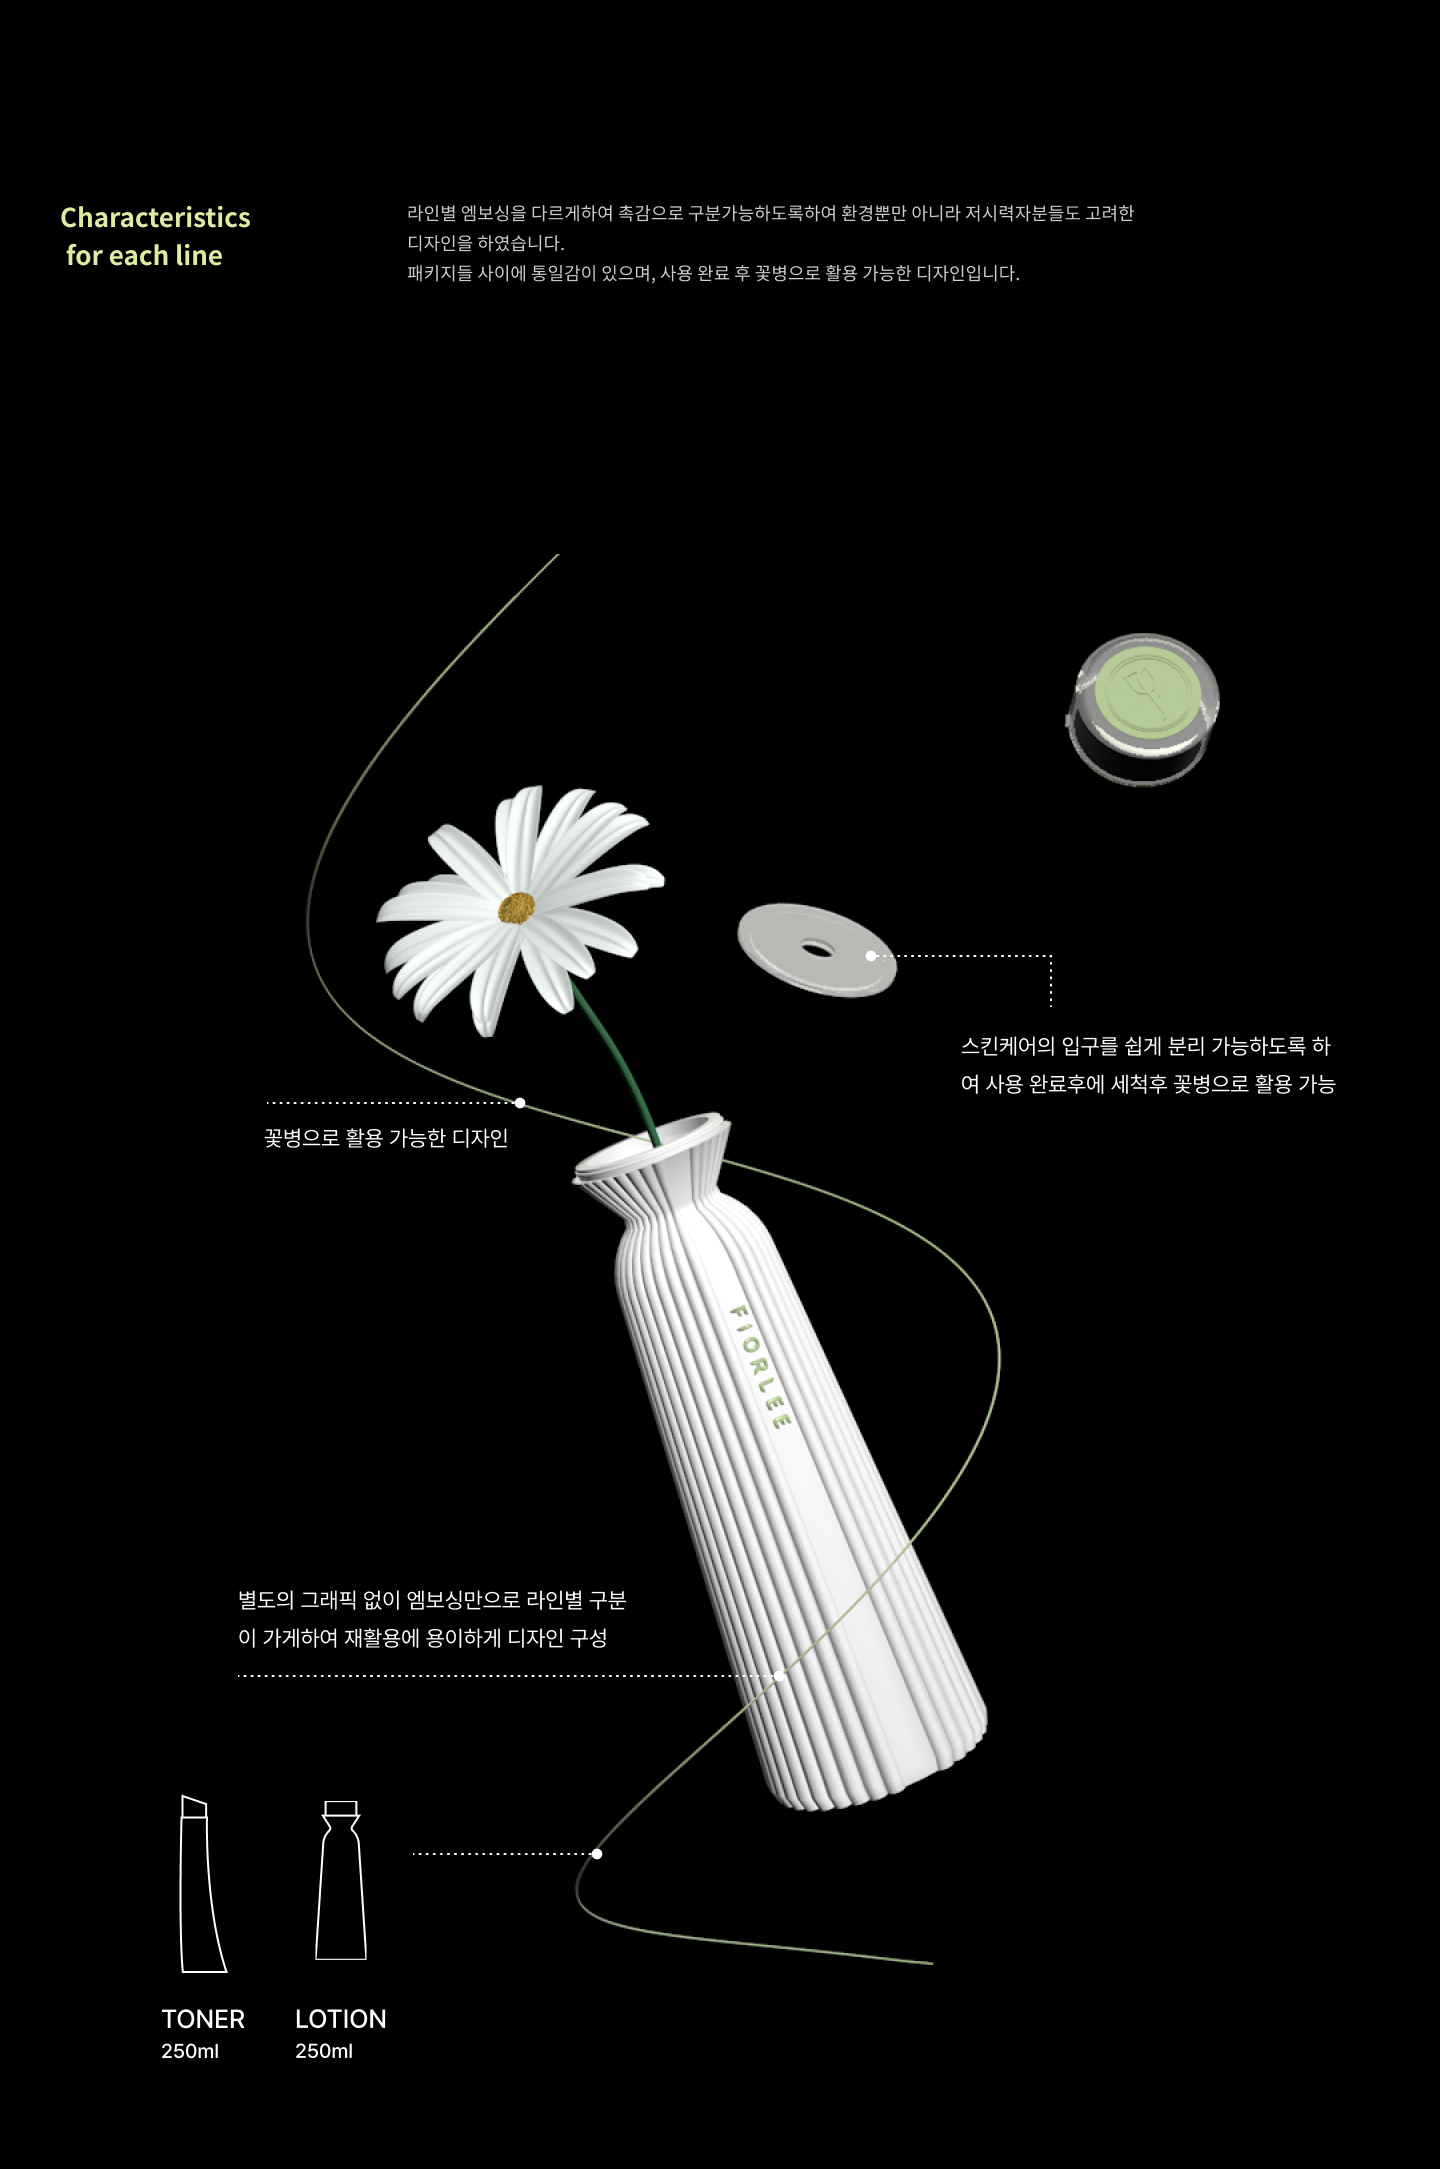 Characteristics
for each line
라인별 엠보싱을 다르게하여 촉감으로 구분가능하도록하여 환경뿐만 아니라 저시력자분들도 고려한
디자인을 하였습니다.
패키지들 사이에 통일감이 있으며, 사용 완료 후 꽃병으로 활용 가능한 디자인입니다.
스킨케어의 입구를 쉽게 분리 가능하도록 하
여 사용 완료후에 세척후 꽃병으로 활용 가능
꽃병으로 활용 가능한 디자인
FIORLEE
별도의 그래픽 없이 엠보싱만으로 라인별 구분
이 가게하여 재활용에 용이하게 디자인 구성
TONER
250ml
LOTION
250ml